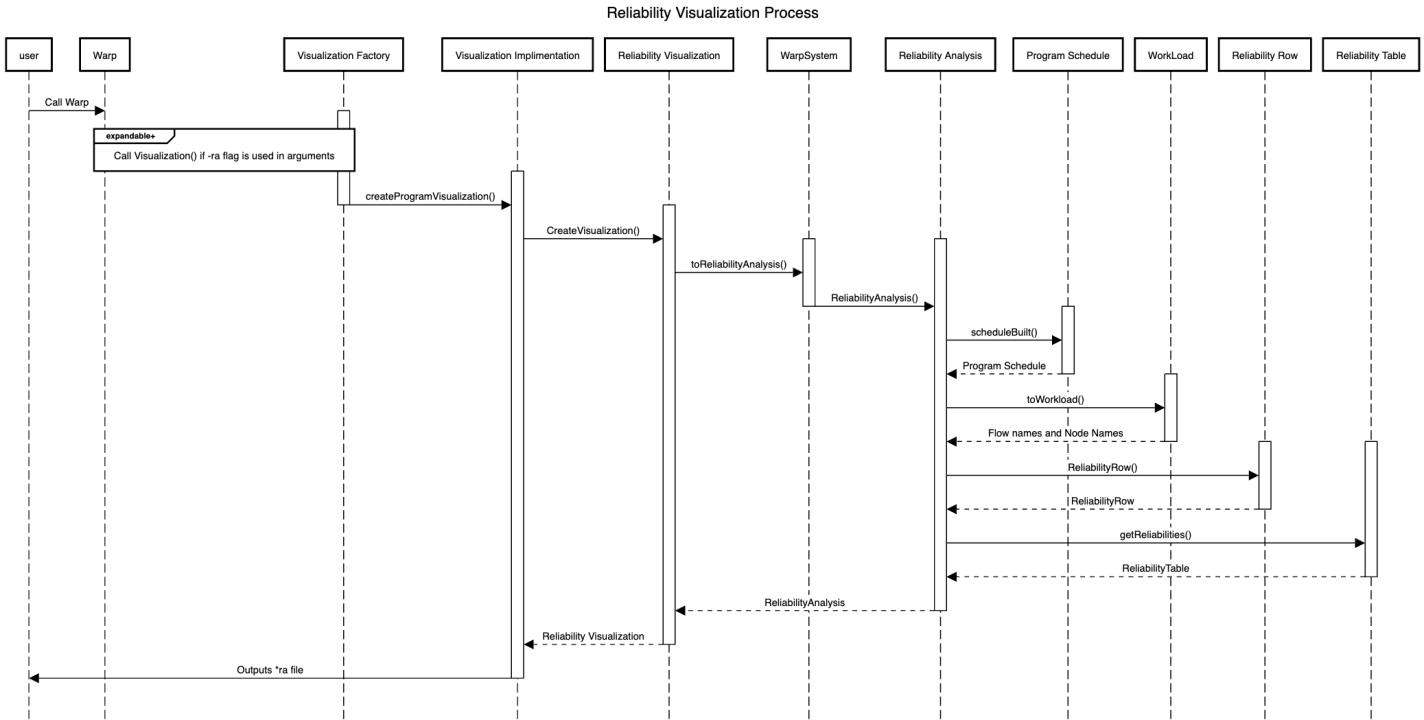 Reliability Visualization Process
user
Warp
Visualization Factory
Visualization Implimentation
Reliability Visualization
WarpSystem
Reliability Analysis
Program Schedule
WorkLoad
Reliability Row
Reliability Table
Call Warp
expandable+
Call Visualization() if -ra flag is used in arguments
createProgramVisualization()
CreateVisualization()
toReliabilityAnalysis()
ReliabilityAnalysis()
scheduleBuilt()
Program Schedule
toWorkload()
Flow names and Node Names
ReliabilityRow()
ReliabilityRow
getReliabilities()
ReliabilityTable
ReliabilityAnalysis
Reliability Visualization
Outputs *ra file